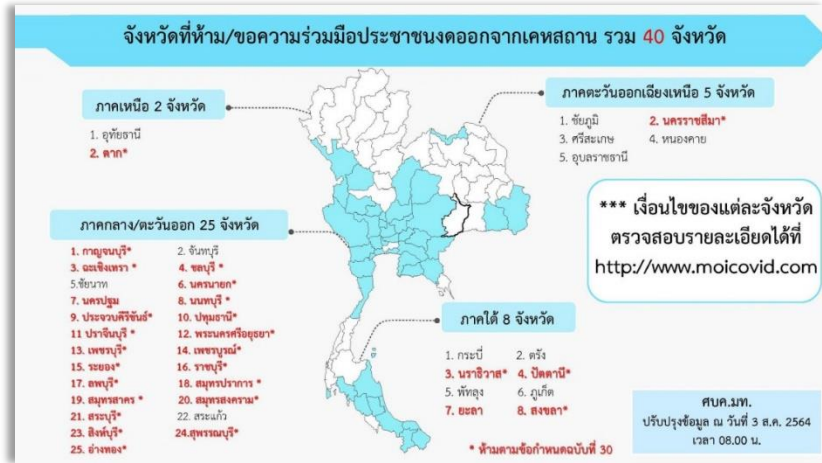 จังหวัดที่ห้าม/ขอความร่วมมือประชาชนงดออกจากเคหสถาน รวม 40 จังหวัด
ภาคเหนือ 2 จังหวัด
1. อุทัยธานี
2. ตาก*
ภาคตะวันออกเฉียงเหนือ 5 จังหวัด
1. ชัยภูมิ 2. นครราชสีมา*
3. ศรีสะเกษ 4. หนองคาย
5. อุบลราชธานี
*** เงื่อนไขของแต่ละจังหวัด
ตรวจสอบรายละเอียดได้ที่
http://www.moicovid.com
ภาคกลาง/ตะวันออก 25 จังหวัด
1. กาญจนบุรี* 2. จันทบุรี
3. ฉะเชิงเทรา * 4. ชลบุรี *
5.ชัยนาท 6. นครนายก*
7. นครปฐม 8. นนทบุรี *
9. ประจวบคีรีขันธ์* 10. ปทุมธานี*
11 ปราจีนบุรี * 12. พระนครศรีอยุธยา*
13. เพชรบุรี* 14. เพชรบูรณ์*
15. ระยอง* 16. ราชบุรี*
17. ลพบุรี* 18. สมุทรปราการ *
19. สมุทรสาคร * 20. สมุทรสงคราม*
21. สระบุรี* 22. สระแก้ว
23. สิงห์บุรี* 24.สุพรรณบุรี*
25. อ่างทอง*
ภาคใต้ 8 จังหวัด
1. กระบี่ 2. ตรัง
3. นราธิวาส* 4. ปัตตานี*
5. พัทลุง 6. ภูเก็ต
7. ยะลา 8. สงขลา*
* ห้ามตามข้อกำหนดฉบับที่ 30
ศบค.มท.
ปรับปรุงข้อมูล ณ วันที่ 3 ส.ค. 2564
เวลา 08.00 น.